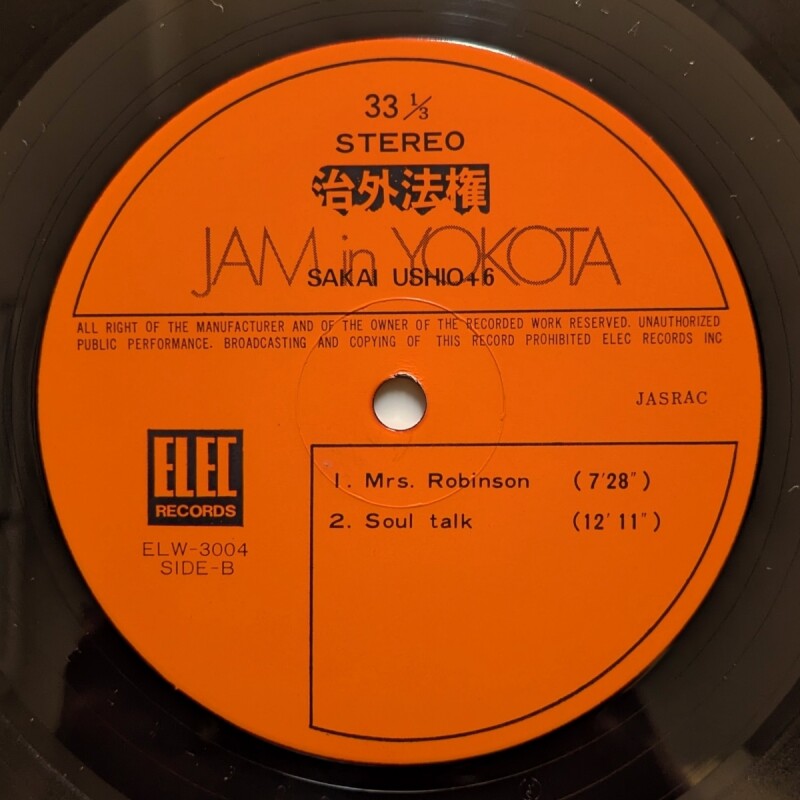 33 1/3
STEREO
治外法権
JAM in YOKOTA
SAKAI USHIO+6
ALL RIGHT OF THE MANUFACTURER AND OF THE OWNER OF THE RECORDED WORK RESERVED. UNAUTHORIZED
PUBLIC PERFORMANCE. BROADCASTING AND COPYING OF THIS RECORD PROHIBITED ELEC RECORDS INC
JASRAC
ELEC
RECORDS
ELW-3004
SIDE-B
1. Mrs. Robinson (7'28")
2. Soul talk (12'11")